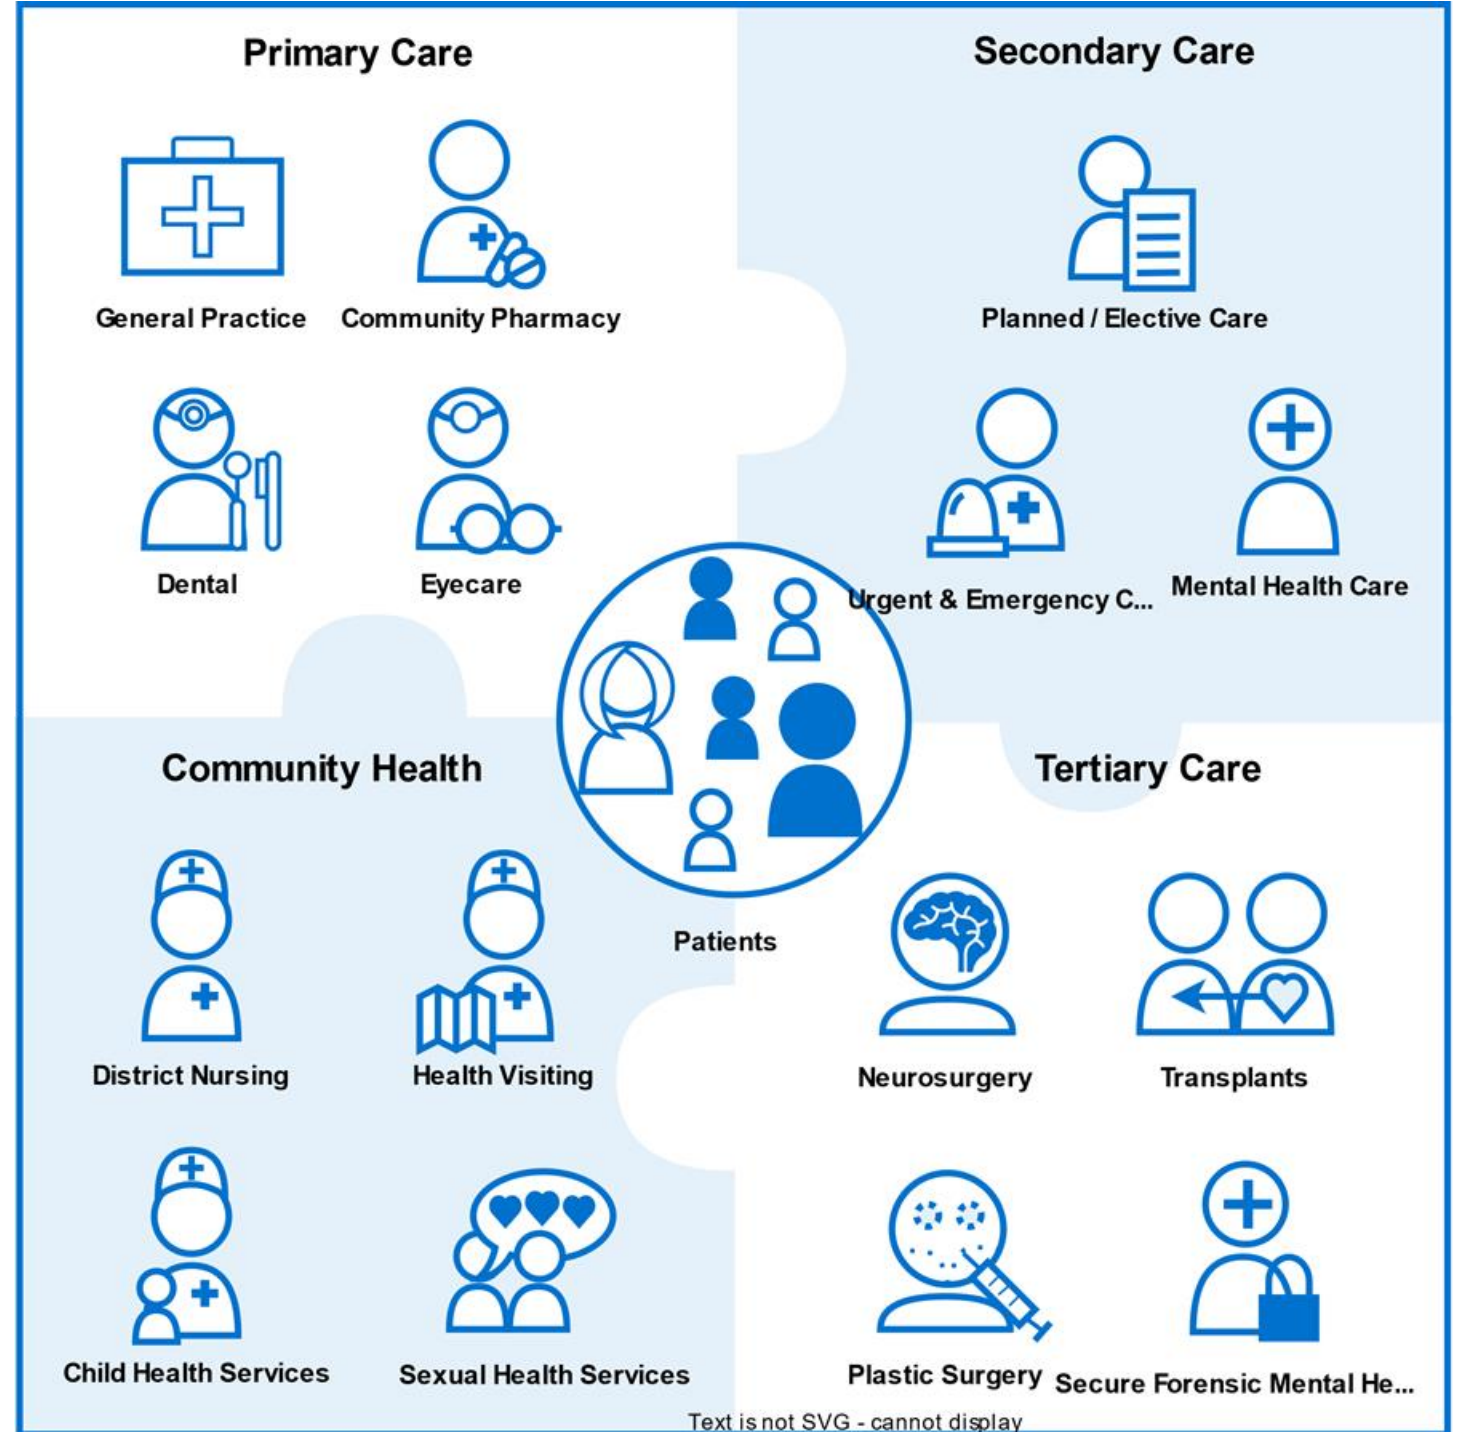 Primary Care
General Practice
Community Pharmacy
Dental
Eyecare
Secondary Care
Planned / Elective Care
Urgent & Emergency C...
Mental Health Care
Patients
Community Health
District Nursing
Health Visiting
Child Health Services
Sexual Health Services
Tertiary Care
Neurosurgery
Transplants
Plastic Surgery
Secure Forensic Mental He...
Text is not SVG - cannot display